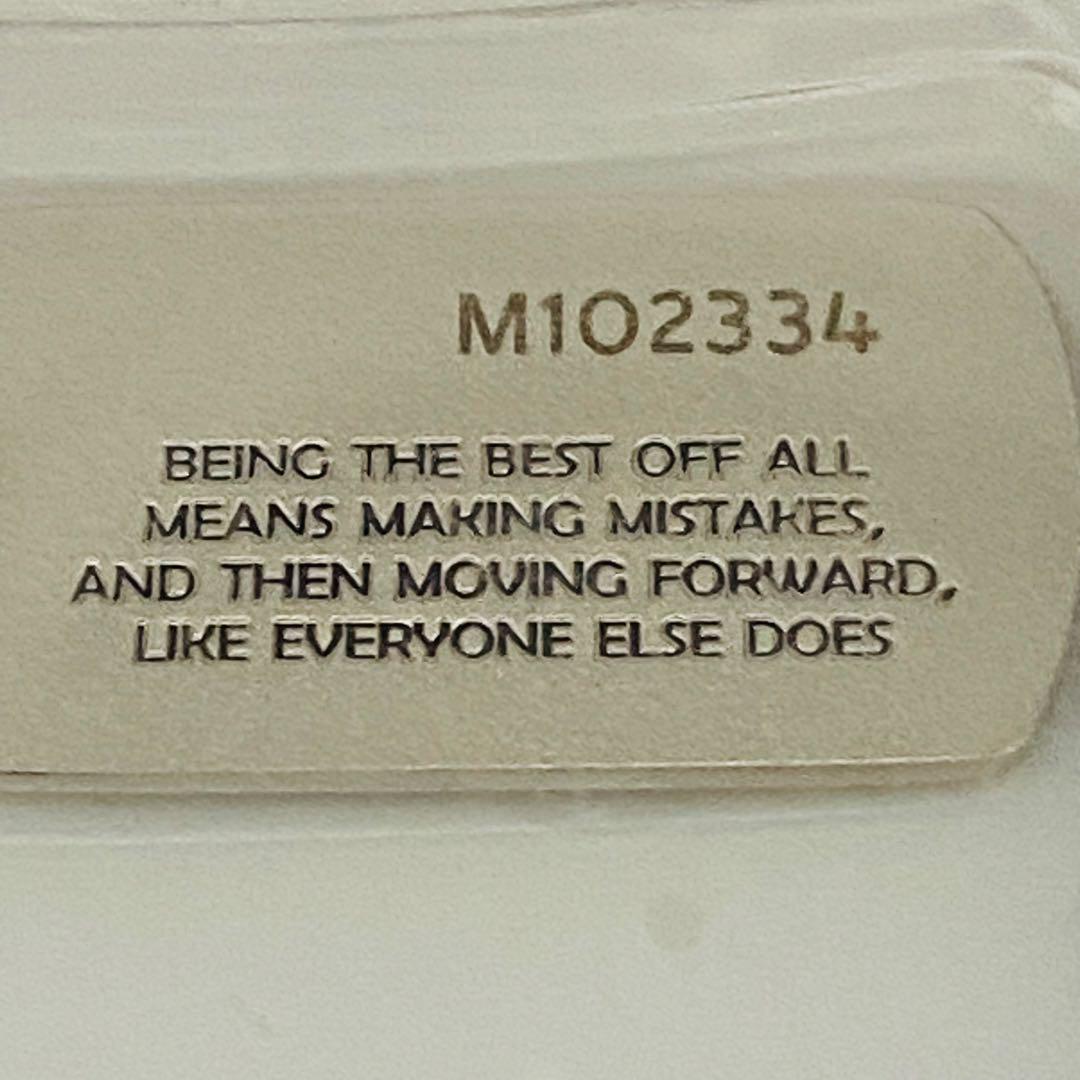 M102334
BEING THE BEST OFF ALL
MEANS MAKING MISTAKES,
AND THEN MOVING FORWARD,
LIKE EVERYONE ELSE DOES